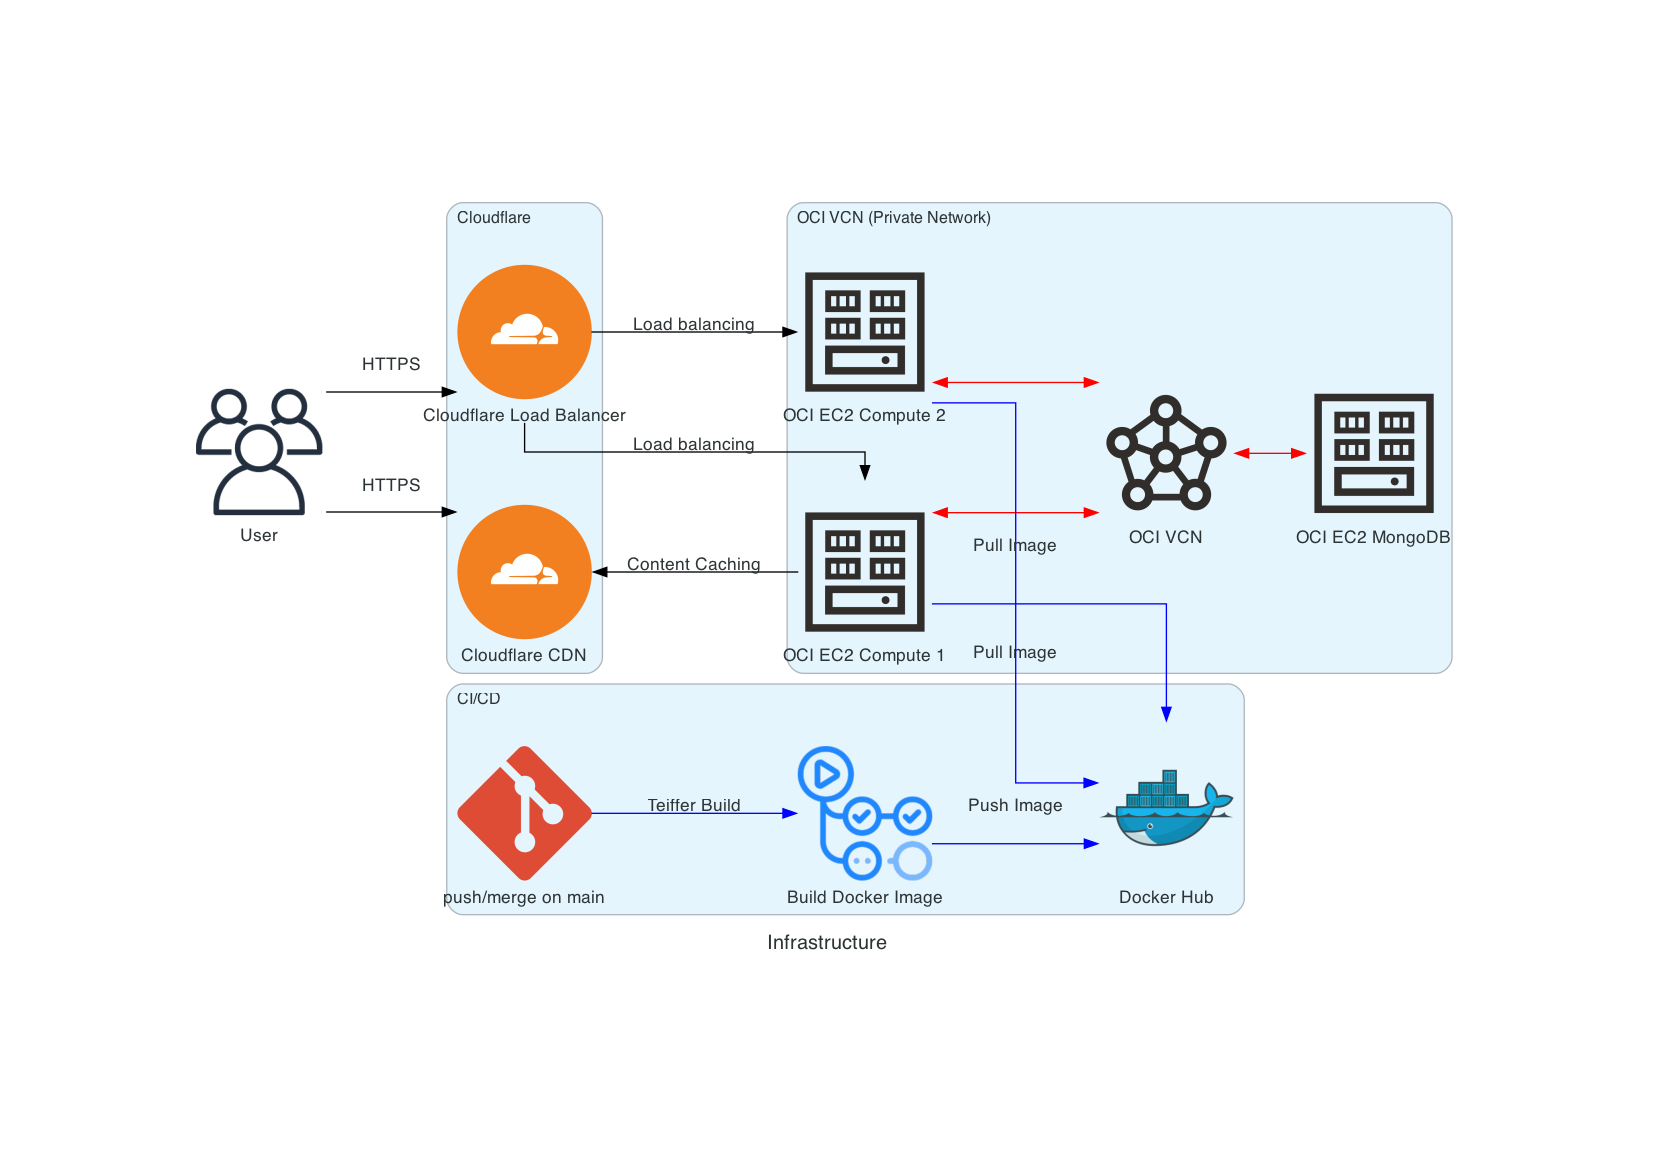 Cloudflare
OCI VCN (Private Network)
Load balancing
HTTPS
Cloudflare Load Balancer
OCI EC2 Compute 2
Load balancing
HTTPS
User
OCI VCN
OCI EC2 MongoDB
Pull Image
Content Caching
Cloudflare CDN
OCI EC2 Compute 1
Pull Image
CI/CD
Teiffer Build
Push Image
push/merge on main
Build Docker Image
Docker Hub
Infrastructure